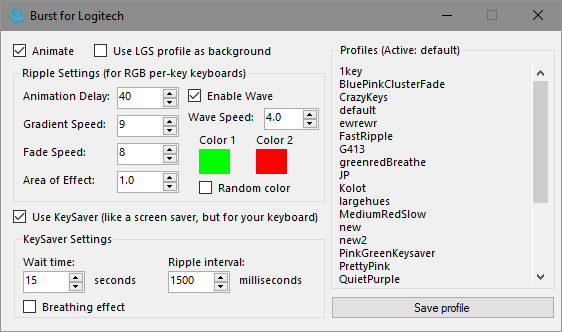 Burst for Logitech
Animate
Use LGS profile as background
Ripple Settings (for RGB per-key keyboards)
Animation Delay: 40
Enable Wave
Gradient Speed: 9
Wave Speed: 4.0
Fade Speed: 8
Color 1
Color 2
Area of Effect: 1.0
Random color
Use KeySaver (like a screen saver, but for your keyboard)
KeySaver Settings
Wait time:
15 seconds
Ripple interval:
1500 milliseconds
Breathing effect
Profiles (Active: default)
1key
BluePinkClusterFade
CrazyKeys
default
ewrewr
FastRipple
G413
greenredBreathe
JP
Kolot
largehues
MediumRedSlow
new
new2
PinkGreenKeysaver
PrettyPink
QuietPurple
Save profile